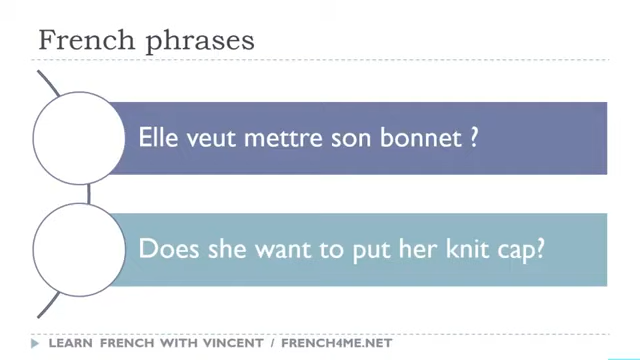 French phrases
Elle veut mettre son bonnet ?
Does she want to put her knit cap?
LEARN FRENCH WITH VINCENT / FRENCH4ME.NET